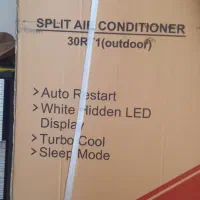 SPLIT AIR CONDITIONER
(outdoor)
> Auto Restart
> White Hidden LED
Display
> Turbo Cool
> Sleep Mode